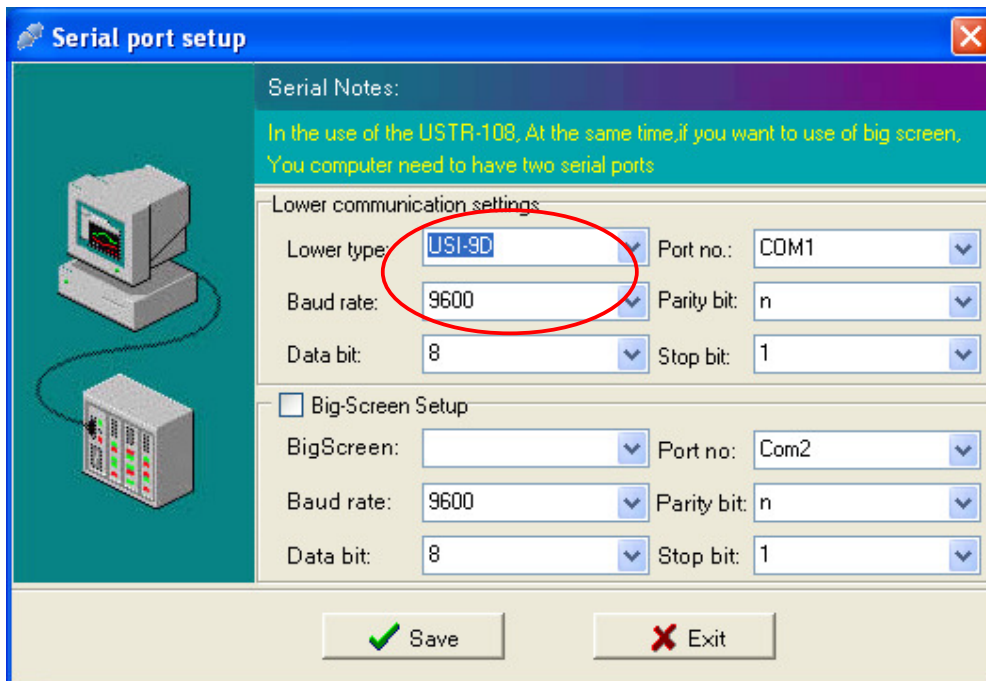 Serial port setup
Serial Notes:
In the use of the USTR-108, At the same time,if you want to use of big screen,
You computer need to have two serial ports
Lower communication settings
Lower type: USI-9D Port no.: COM1
Baud rate: 9600 Parity bit: n
Data bit: 8 Stop bit: 1
Big-Screen Setup
BigScreen: Port no: Com2
Baud rate: 9600 Parity bit: n
Data bit: 8 Stop bit: 1
Save Exit